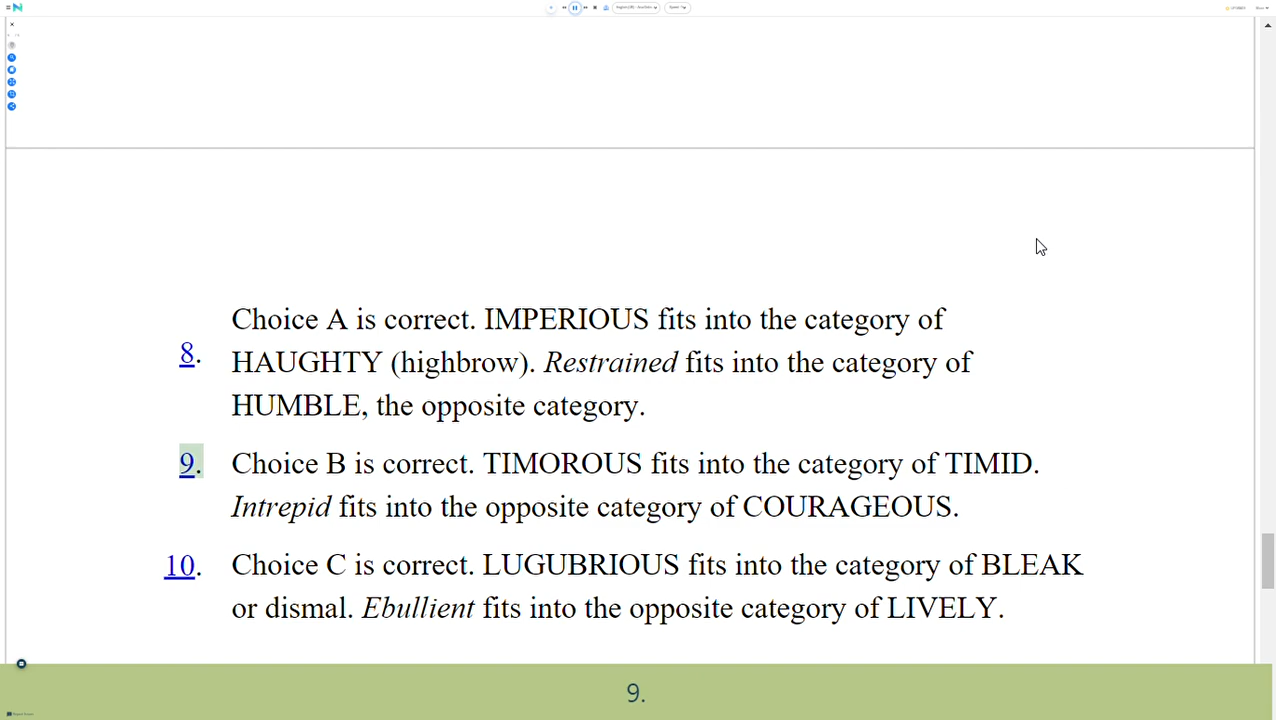 8. Choice A is correct. IMPERIOUS fits into the category of
HAUGHTY (highbrow). Restrained fits into the category of
HUMBLE, the opposite category.
9. Choice B is correct. TIMOROUS fits into the category of TIMID.
Intrepid fits into the opposite category of COURAGEOUS.
10. Choice C is correct. LUGUBRIOUS fits into the category of BLEAK
or dismal. Ebullient fits into the opposite category of LIVELY.
9.